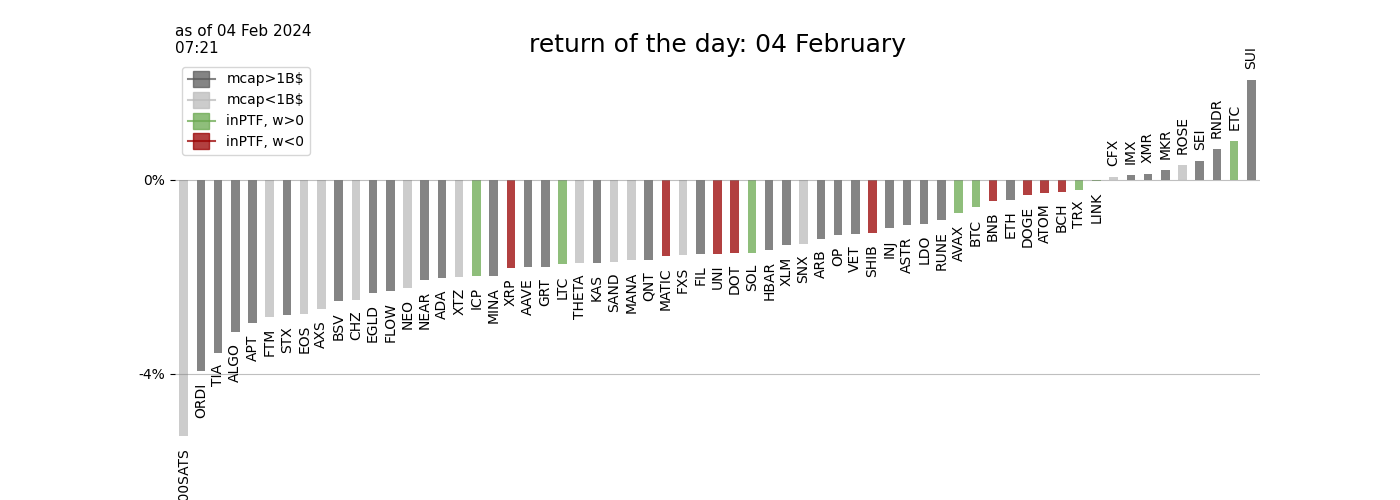 as of 04 Feb 2024
07:21
return of the day: 04 February
mcap>1B$
mcap<1B$
inPTF, w>0
inPTF, w<0
0%
-4%
00SATS
ORDI
TIA
ALGO
APT
FTM
STX
EOS
AXS
BSV
CHZ
EGLD
FLOW
NEO
NEAR
ADA
XTZ
ICP
MINA
XRP
AAVE
GRT
LTC
THETA
KAS
SAND
MANA
QNT
MATIC
FXS
FIL
UNI
DOT
SOL
HBAR
XLM
SNX
ARB
OP
VET
SHIB
INJ
ASTR
LDO
RUNE
AVAX
BTC
BNB
ETH
DOGE
ATOM
BCH
TRX
LINK
CFX
IMX
XMR
MKR
ROSE
SEI
RNDR
ETC
SUI